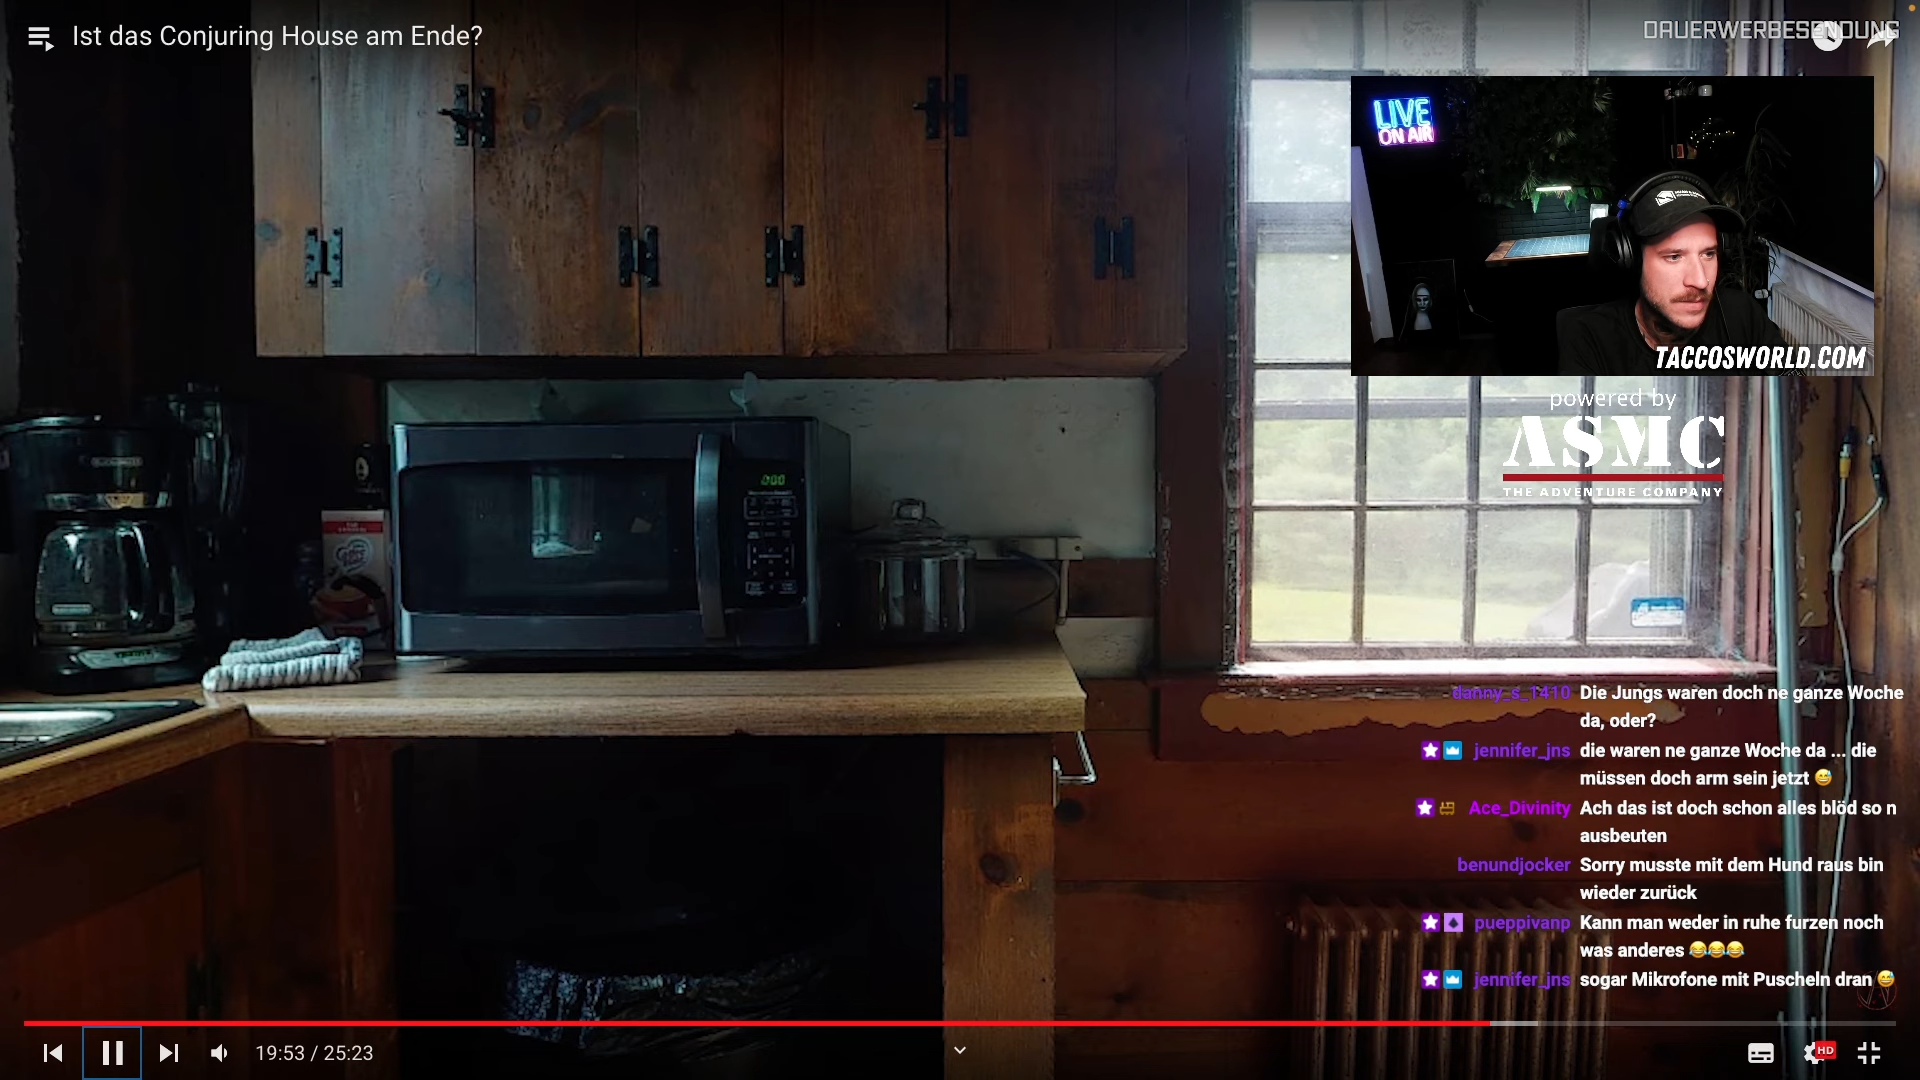 Ist das Conjuring House am Ende?
DAUERWERBESENDUNG
LIVE
ON AIR
TACCOSWORLD.COM
powered by
ASMC
THE ADVENTURE COMPANY
danny_s_1410 Die Jungs waren doch ne ganze Woche
da, oder?
jennifer_jns die waren ne ganze Woche da ... die
müssen doch arm sein jetzt 😅
Ace_Divinity Ach das ist doch schon alles blöd so n
ausbeuten
benundjocker Sorry musste mit dem Hund raus bin
wieder zurück
pueppivanp Kann man weder in ruhe furzen noch
was anderes 😂😂😂
jennifer_jns sogar Mikrofone mit Puscheln dran 😅
19:53 / 25:23
HD